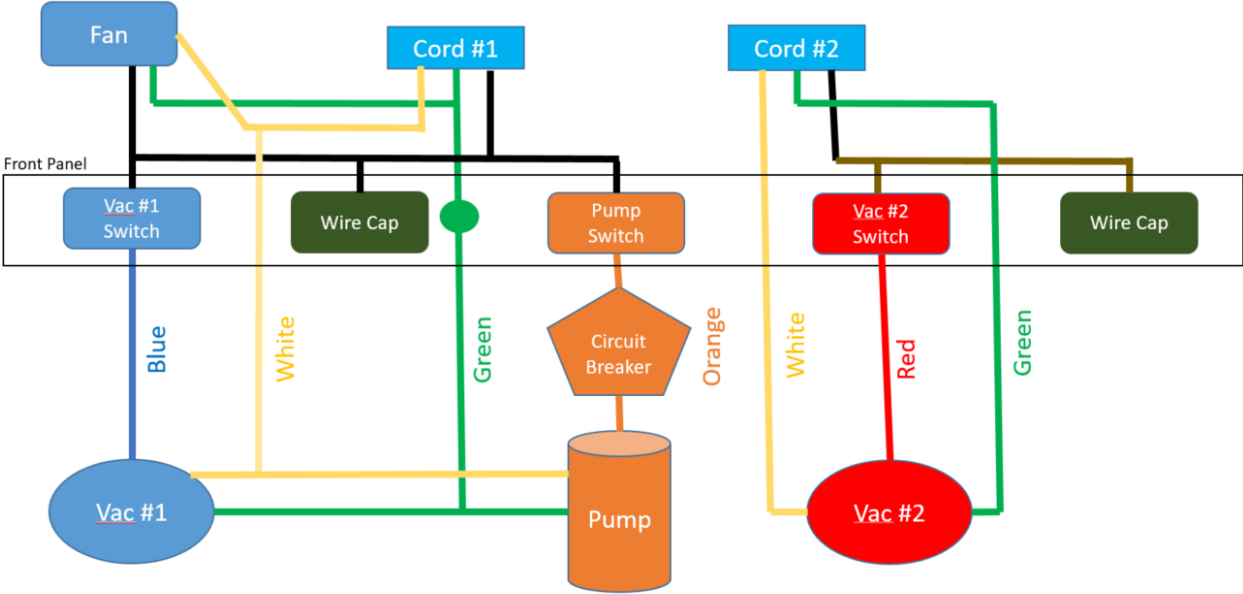 Fan
Cord #1
Cord #2
Front Panel
Vac #1
Switch
Wire Cap
Pump
Switch
Vac #2
Switch
Wire Cap
Blue
White
Green
Circuit
Breaker
Orange
White
Red
Green
Vac #1
Pump
Vac #2